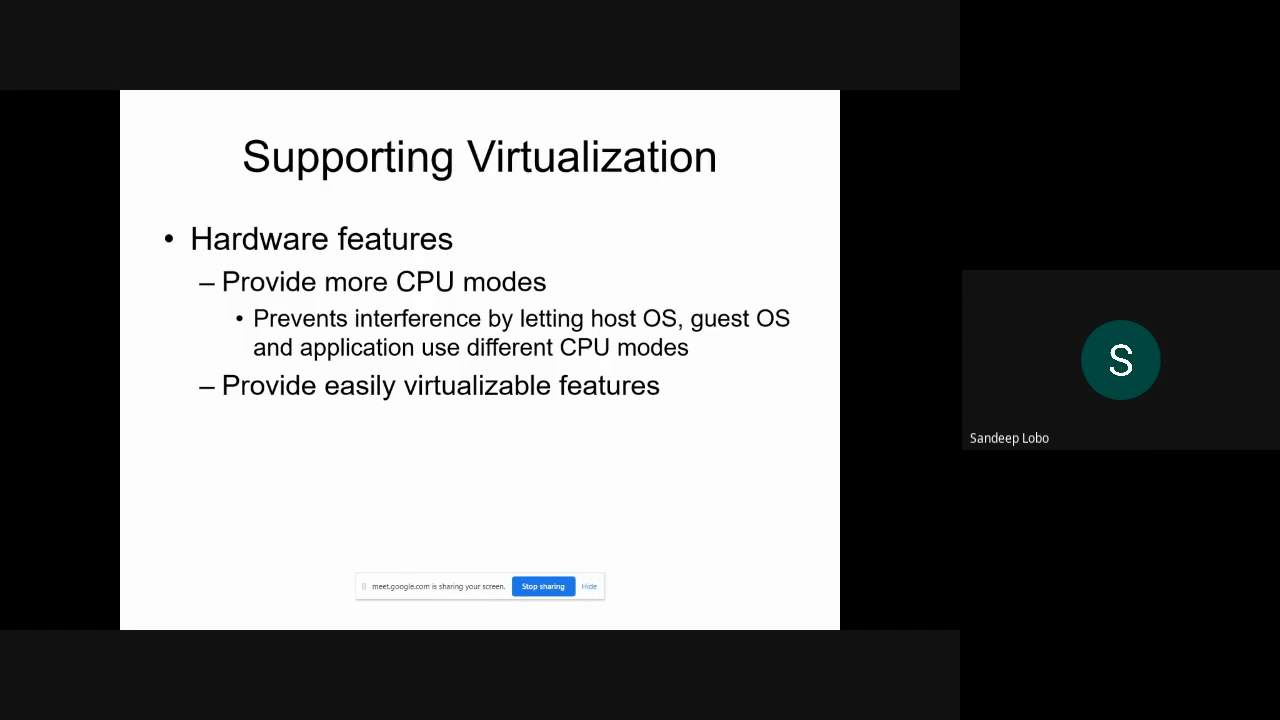 Supporting Virtualization
• Hardware features
– Provide more CPU modes
• Prevents interference by letting host OS, guest OS
and application use different CPU modes
– Provide easily virtualizable features
meet.google.com is sharing your screen. Stop sharing Hide
S
Sandeep Lobo